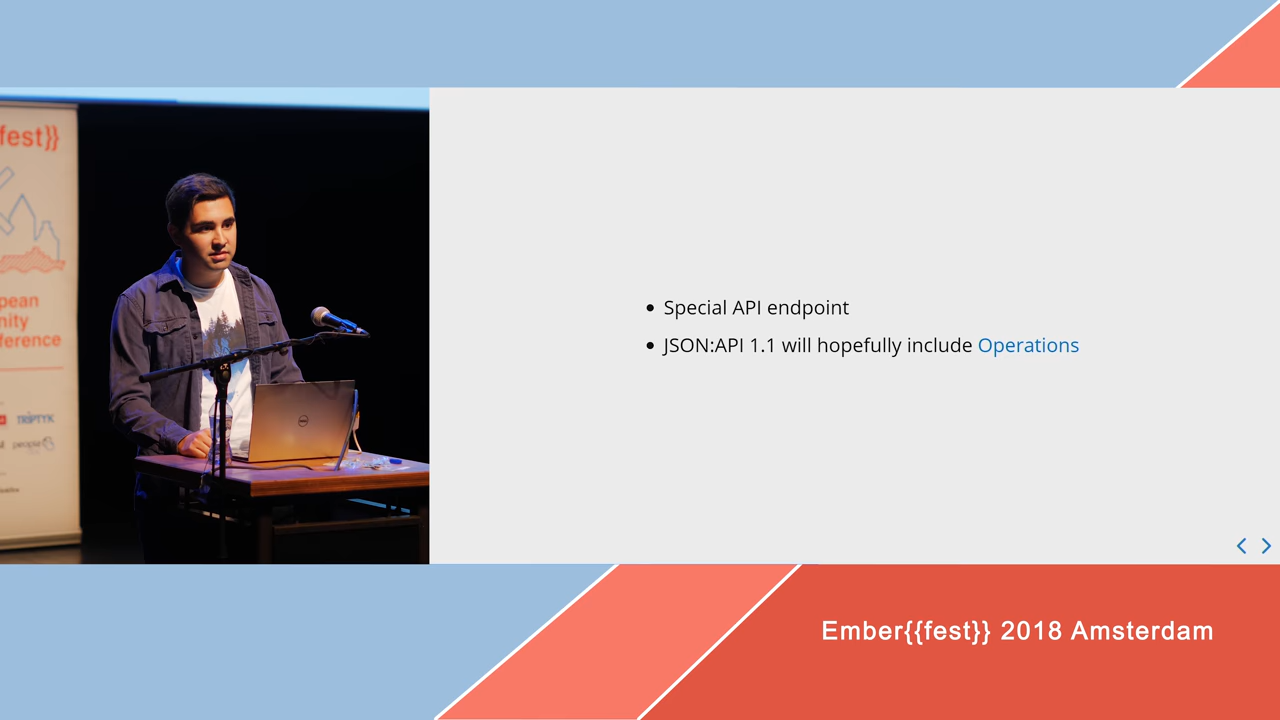 fest}}
pean
nity
ference
TRIPTYK
people
DELL
• Special API endpoint
• JSON:API 1.1 will hopefully include Operations
Ember{{fest}} 2018 Amsterdam